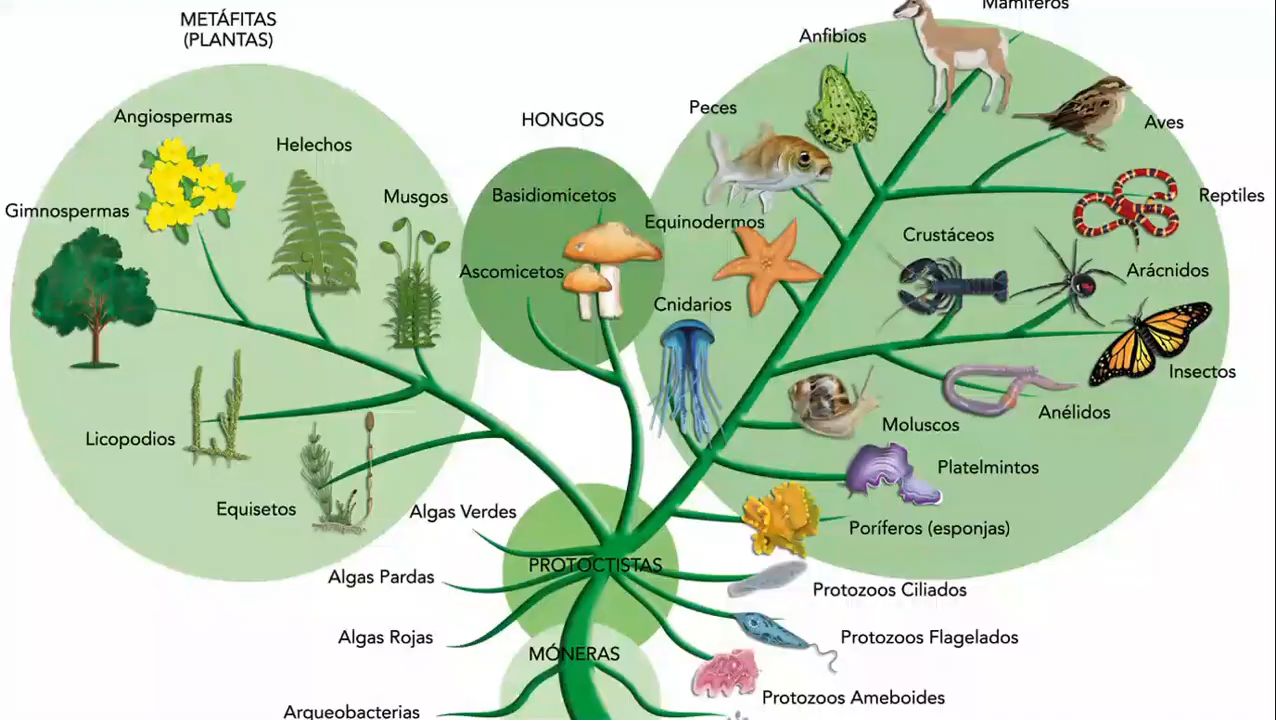 METÁFITAS
(PLANTAS)
Angiospermas
Helechos
Musgos
Gimnospermas
Licopodios
Equisetos
HONGOS
Basidiomicetos
Ascomicetos
Mamíferos
Anfibios
Peces
Aves
Reptiles
Equinodermos
Crustáceos
Arácnidos
Cnidarios
Insectos
Anélidos
Moluscos
Platelmintos
Poríferos (esponjas)
Algas Verdes
PROTOCTISTAS
Algas Pardas
Protozoos Ciliados
Algas Rojas
Protozoos Flagelados
MÓNERAS
Protozoos Ameboides
Arqueobacterias